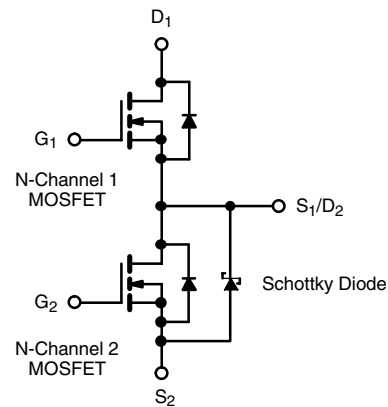 D1
G1
N-Channel 1
MOSFET
S1/D2
G2
Schottky Diode
N-Channel 2
MOSFET
S2